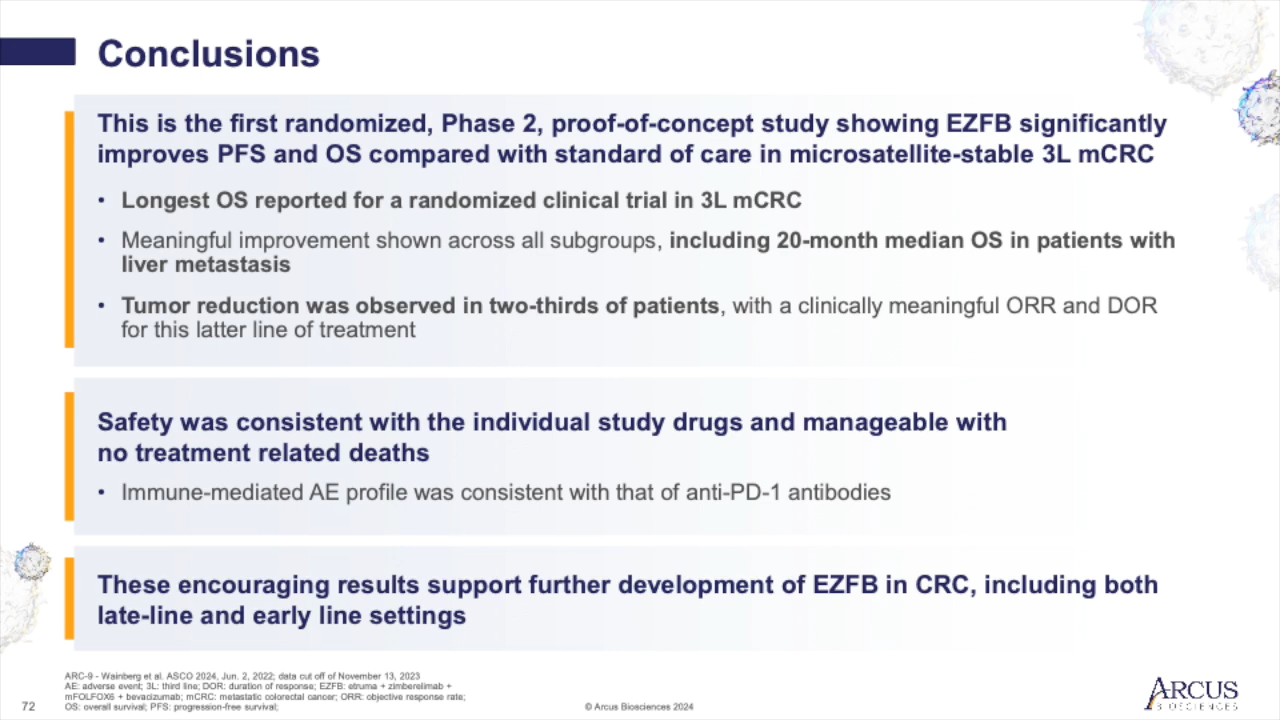 Conclusions
This is the first randomized, Phase 2, proof-of-concept study showing EZFB significantly
improves PFS and OS compared with standard of care in microsatellite-stable 3L mCRC
• Longest OS reported for a randomized clinical trial in 3L mCRC
• Meaningful improvement shown across all subgroups, including 20-month median OS in patients with
liver metastasis
• Tumor reduction was observed in two-thirds of patients, with a clinically meaningful ORR and DOR
for this latter line of treatment
Safety was consistent with the individual study drugs and manageable with
no treatment related deaths
• Immune-mediated AE profile was consistent with that of anti-PD-1 antibodies
These encouraging results support further development of EZFB in CRC, including both
late-line and early line settings
ARC-9 - Wainberg et al. ASCO 2024, Jun. 2, 2022; data cut off of November 13, 2023
AE: adverse event; 3L: third line; DOR: duration of response; EZFB: etruma + zimberelimab +
mFOLFOX6 + bevacizumab; mCRC: metastatic colorectal cancer; ORR: objective response rate;
OS: overall survival; PFS: progression-free survival;
72
© Arcus Biosciences 2024
ARCUS
BIOSCIENCES